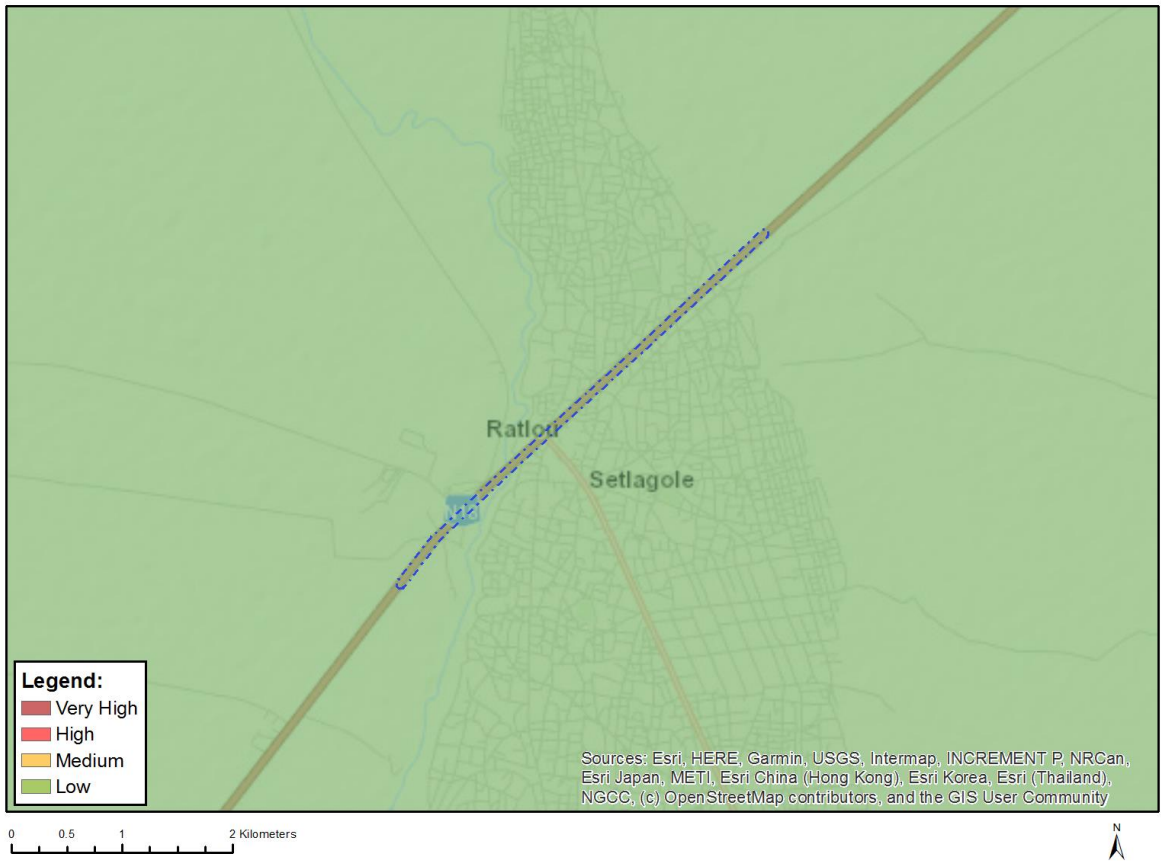 Ratlou
Setlagole
N18
Legend:
Very High
High
Medium
Low
Sources: Esri, HERE, Garmin, USGS, Intermap, INCREMENT P, NRCan,
Esri Japan, METI, Esri China (Hong Kong), Esri Korea, Esri (Thailand),
NGCC, (c) OpenStreetMap contributors, and the GIS User Community
0 0.5 1 2 Kilometers
N